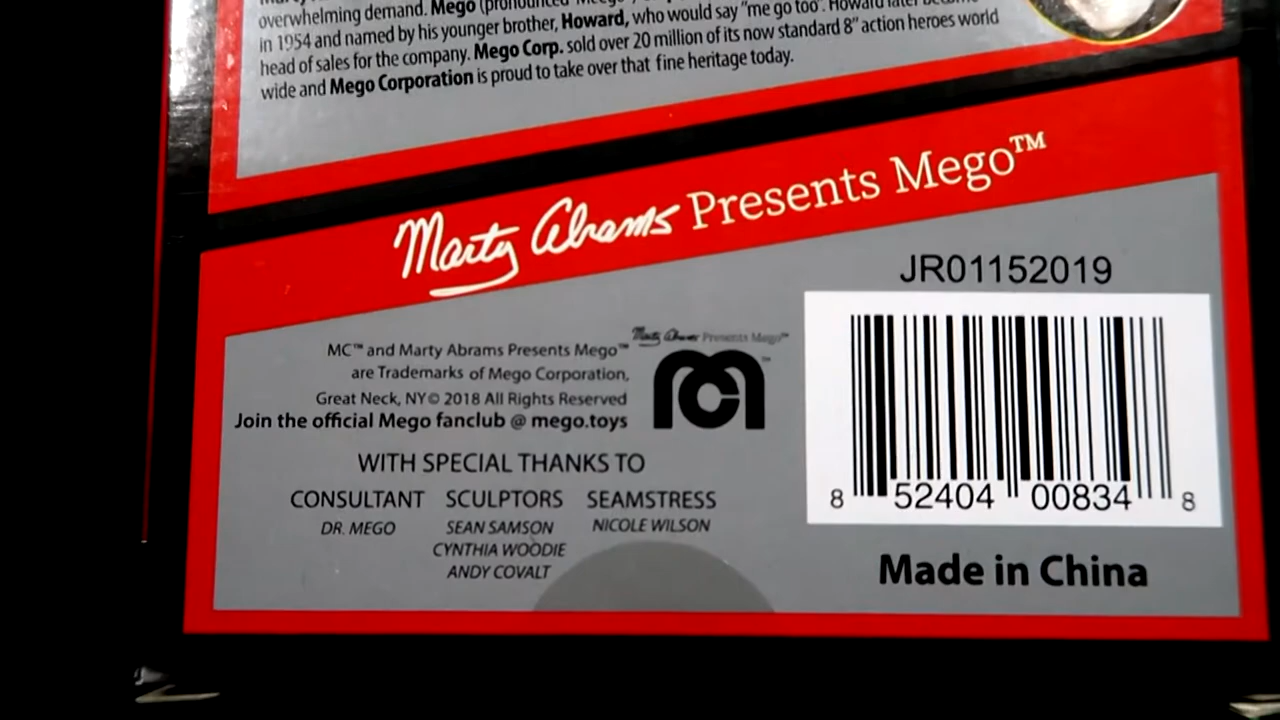 overwhelming demand. Mego (pronounced
in 1954 and named by his younger brother, Howard, who would say "me go too". Howard later became
head of sales for the company. Mego Corp. sold over 20 million of its now standard 8" action heroes world
wide and Mego Corporation is proud to take over that fine heritage today.
Marty Abrams Presents Mego™
JR01152019
Marty Abrams Presents Mego™
MC™ and Marty Abrams Presents Mego™
are Trademarks of Mego Corporation,
Great Neck, NY© 2018 All Rights Reserved
Join the official Mego fanclub @ mego.toys
WITH SPECIAL THANKS TO
CONSULTANT SCULPTORS SEAMSTRESS
DR. MEGO SEAN SAMSON NICOLE WILSON
CYNTHIA WOODIE
ANDY COVALT
8 52404 00834 8
Made in China